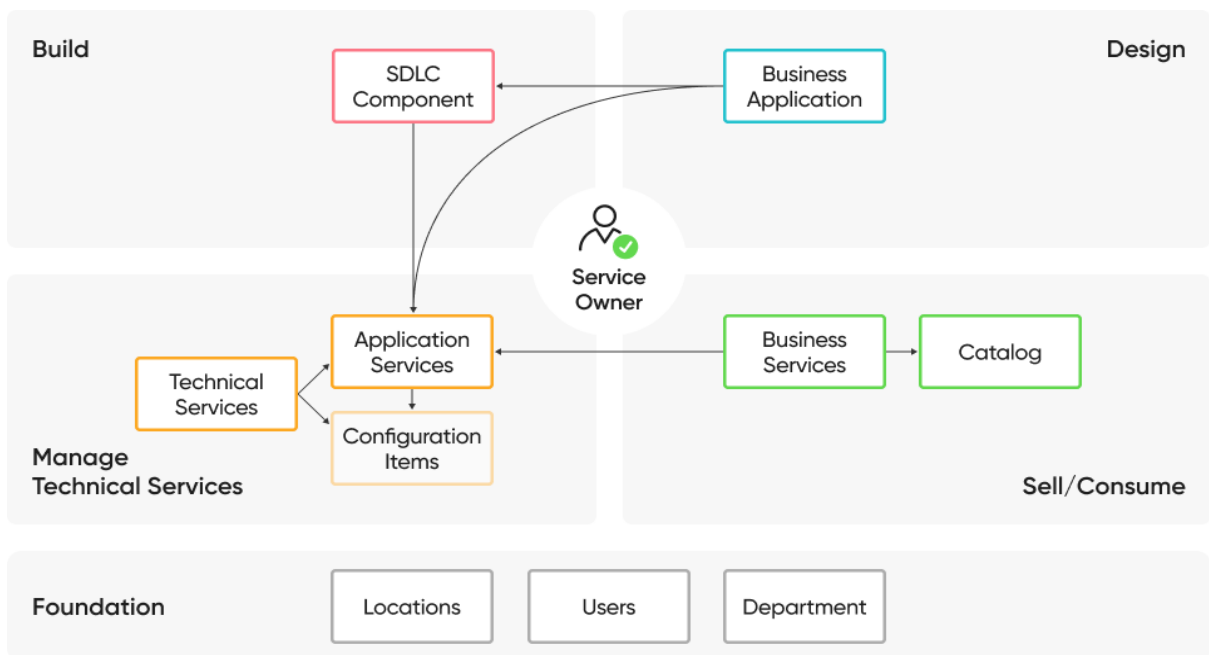 Build
SDLC
Component
Business
Application
Design
Service
Owner
Application
Services
Technical
Services
Configuration
Items
Manage
Technical Services
Business
Services
Catalog
Sell/Consume
Foundation
Locations
Users
Department